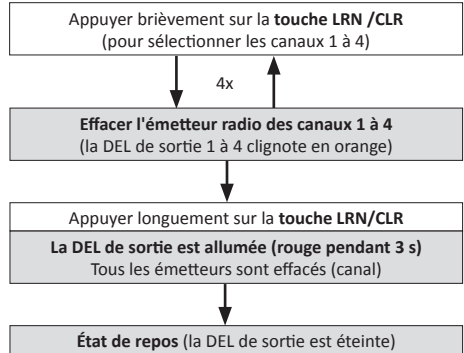 Appuyer brièvement sur la touche LRN /CLR
(pour sélectionner les canaux 1 à 4)
4x
Effacer l'émetteur radio des canaux 1 à 4
(la DEL de sortie 1 à 4 clignote en orange)
Appuyer longuement sur la touche LRN/CLR
La DEL de sortie est allumée (rouge pendant 3 s)
Tous les émetteurs sont effacés (canal)
État de repos (la DEL de sortie est éteinte)